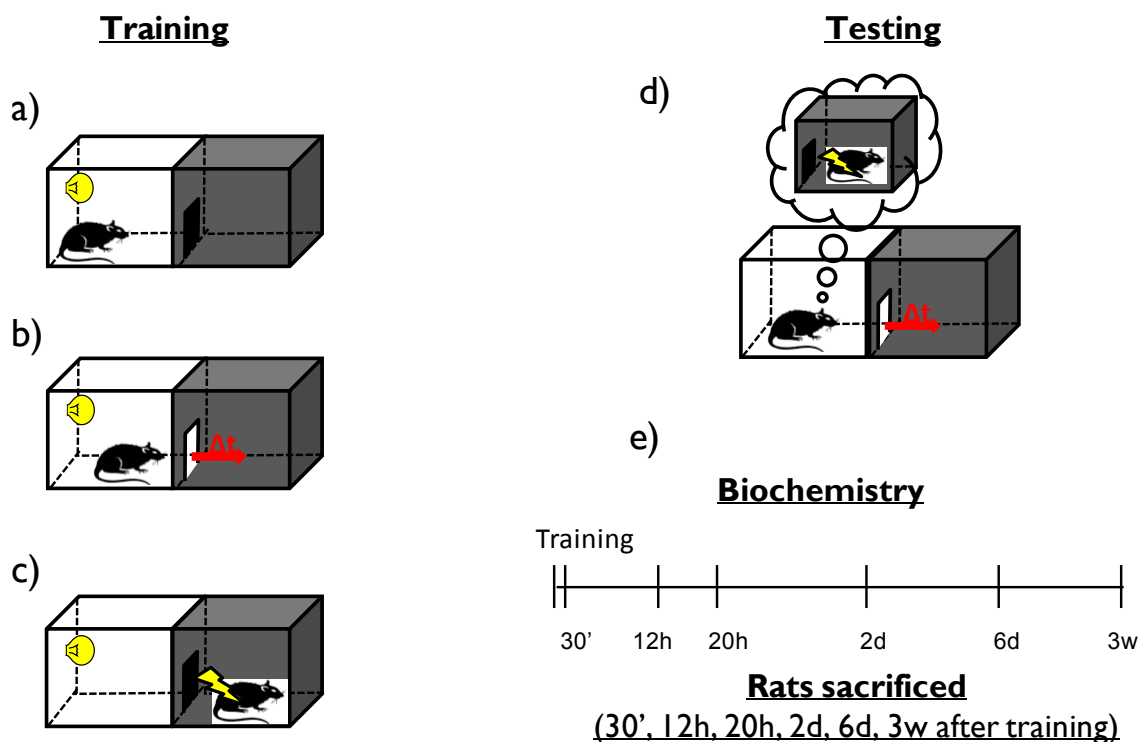 Training
a)
b)
Δt
c)
Testing
d)
Δt
e)
Biochemistry
Training
30’ 12h 20h 2d 6d 3w
Rats sacrificed
(30’, 12h, 20h, 2d, 6d, 3w after training)